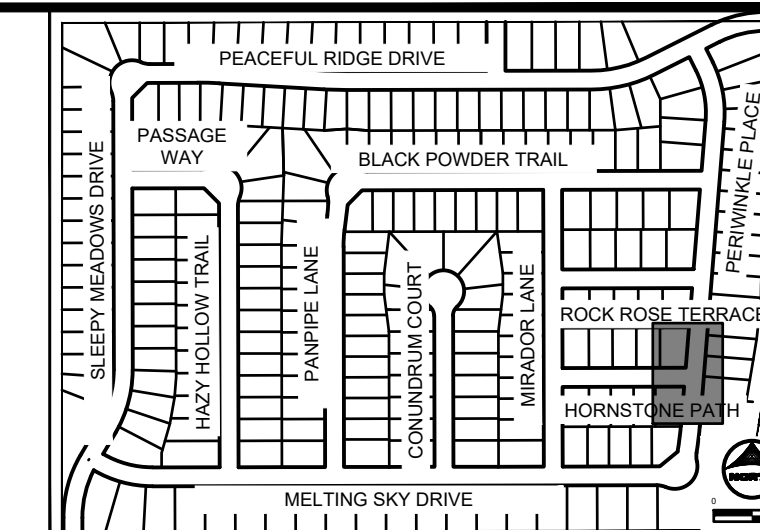 PEACEFUL RIDGE DRIVE
PASSAGE
WAY
BLACK POWDER TRAIL
SLEEPY MEADOWS DRIVE
PERIWINKLE PLACE
HAZY HOLLOW TRAIL
PANPIPE LANE
CONUNDRUM COURT
MIRADOR LANE
ROCK ROSE TERRACE
HORNSTONE PATH
MELTING SKY DRIVE
0